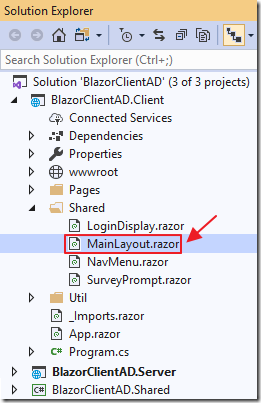 Solution Explorer
Search Solution Explorer (Ctrl+;)
Solution 'BlazorClientAD' (3 of 3 projects)
BlazorClientAD.Client
Connected Services
Dependencies
Properties
wwwroot
Pages
Shared
LoginDisplay.razor
MainLayout.razor
NavMenu.razor
SurveyPrompt.razor
Util
_Imports.razor
App.razor
C# Program.cs
BlazorClientAD.Server
C# BlazorClientAD.Shared